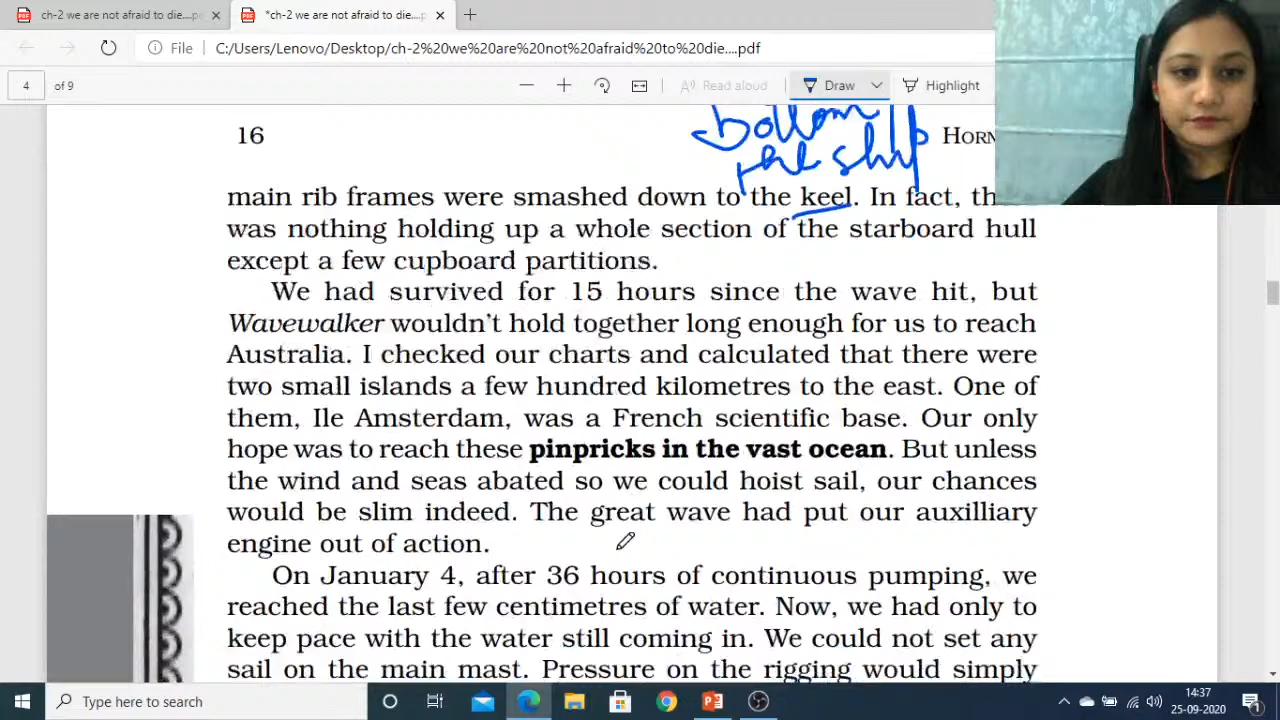 ch-2 we are not afraid to die....p
*ch-2 we are not afraid to die....p
File
C:/Users/Lenovo/Desktop/ch-2%20we%20are%20not%20afraid%20to%20die....pdf
4 of 9
Read aloud
Draw
Highlight
bottom
the ship
16
HORN
main rib frames were smashed down to the keel. In fact, th
was nothing holding up a whole section of the starboard hull
except a few cupboard partitions.
We had survived for 15 hours since the wave hit, but
Wavewalker wouldn't hold together long enough for us to reach
Australia. I checked our charts and calculated that there were
two small islands a few hundred kilometres to the east. One of
them, Ile Amsterdam, was a French scientific base. Our only
hope was to reach these pinpricks in the vast ocean. But unless
the wind and seas abated so we could hoist sail, our chances
would be slim indeed. The great wave had put our auxilliary
engine out of action.
On January 4, after 36 hours of continuous pumping, we
reached the last few centimetres of water. Now, we had only to
keep pace with the water still coming in. We could not set any
sail on the main mast. Pressure on the rigging would simply
Type here to search
14:37
25-09-2020